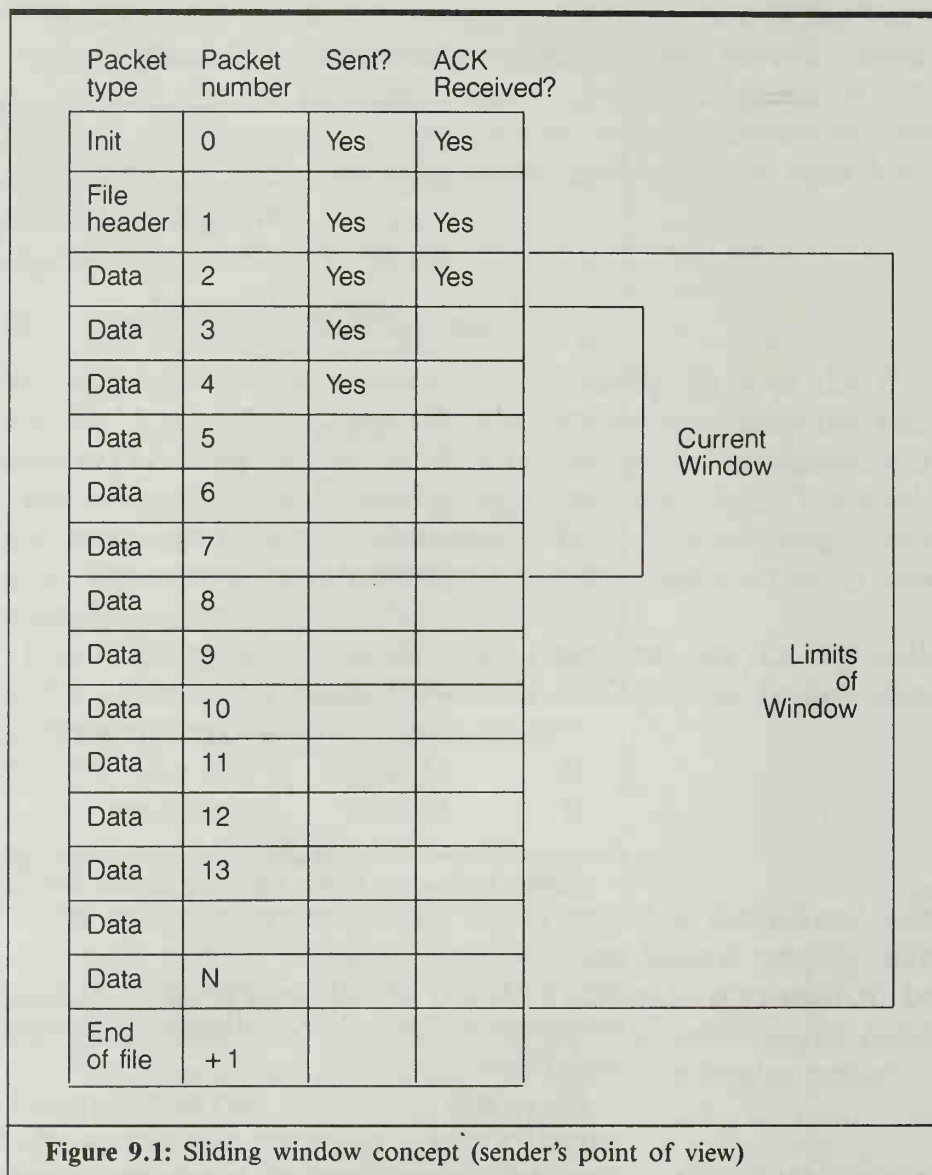 Packet type Packet number Sent? ACK Received?
Init 0 Yes Yes
File header 1 Yes Yes
Data 2 Yes Yes
Data 3 Yes
Data 4 Yes
Data 5
Data 6
Data 7
Data 8
Data 9
Data 10
Data 11
Data 12
Data 13
Data
Data N
End of file +1
Current
Window
Limits
of
Window
Figure 9.1: Sliding window concept (sender's point of view)